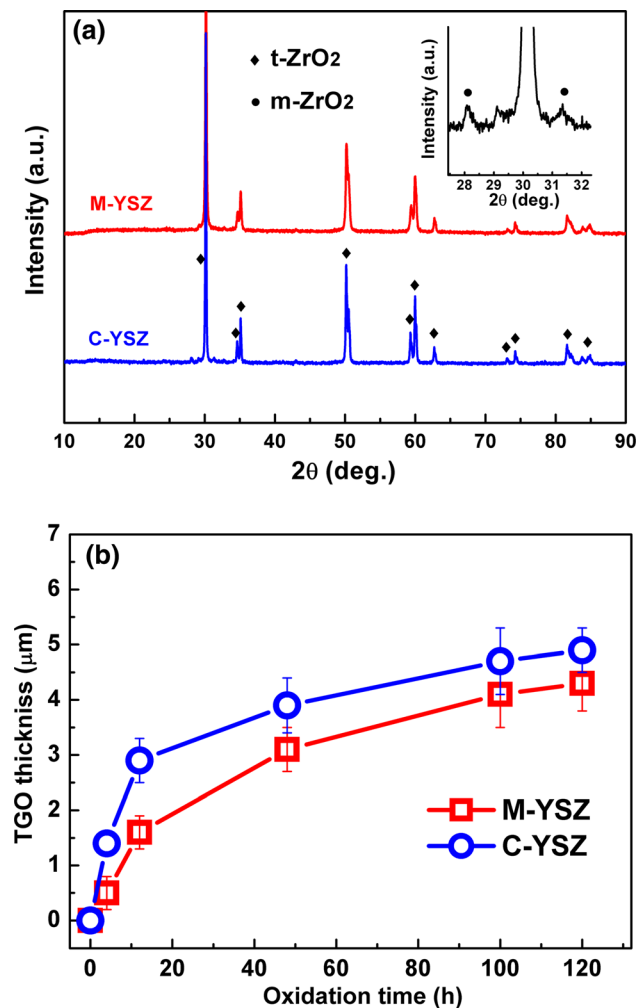 (a)
♦ t-ZrO2
● m-ZrO2
Intensity (a.u.)
M-YSZ
C-YSZ
10 20 30 40 50 60 70 80 90
2θ (deg.)
Intensity (a.u.)
28 29 30 31 32
2θ (deg.)
(b)
TGO thickniss (μm)
7
6
5
4
3
2
1
0
M-YSZ
C-YSZ
0 20 40 60 80 100 120
Oxidation time (h)